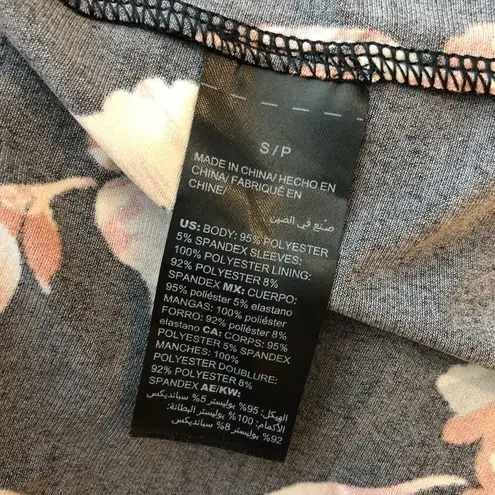 S/P
MADE IN CHINA/ HECHO EN
CHINA/ FABRIQUÉ EN
CHINE/
صنع في الصين
US: BODY: 95% POLYESTER
5% SPANDEX SLEEVES:
100% POLYESTER LINING:
92% POLYESTER 8%
SPANDEX MX: CUERPO:
95% poliéster 5% elastano
MANGAS: 100% poliéster
FORRO: 92% poliéster 8%
elastano CA: CORPS: 95%
POLYESTER 5% SPANDEX
MANCHES: 100%
POLYESTER DOUBLURE:
92% POLYESTER 8%
SPANDEX AE/KW:
الهيكل: 95% بوليستر 5% سبانديكس
الأكمام: 100% بوليستر البطانة:
92% بوليستر 8% سبانديكس